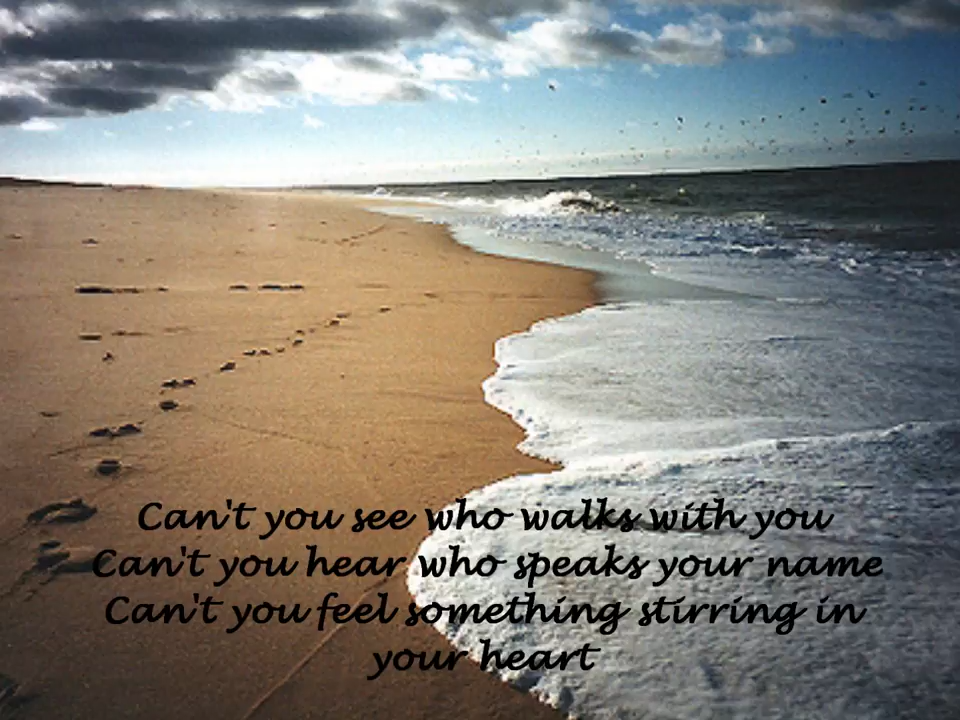 Can't you see who walks with you
Can't you hear who speaks your name
Can't you feel something stirring in
your heart